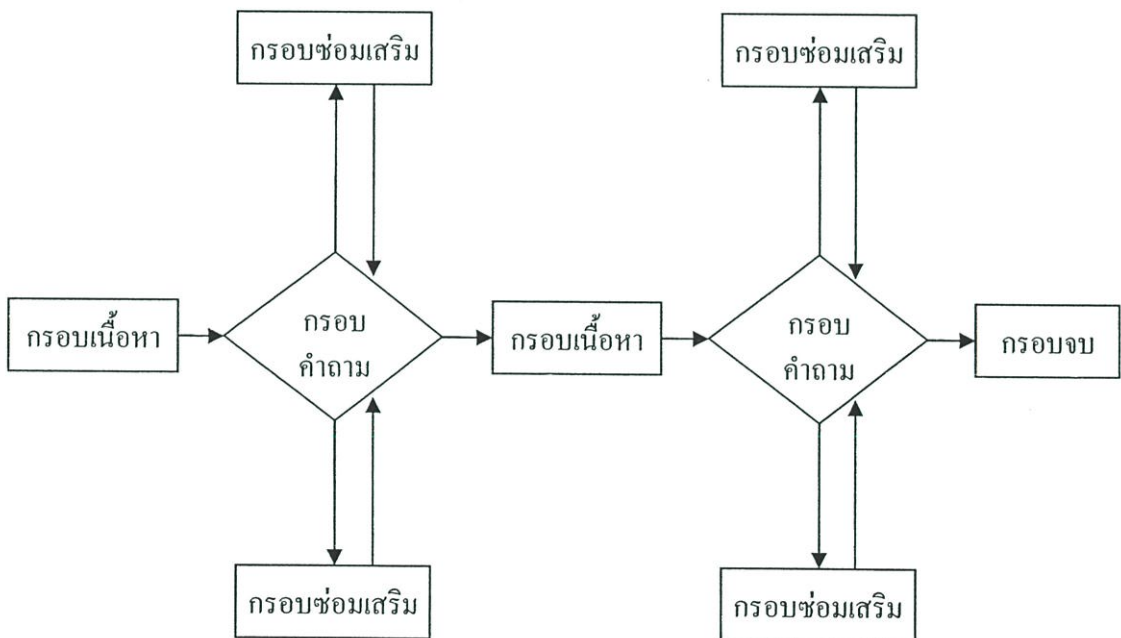 กรอบซ่อมเสริม
กรอบซ่อมเสริม
กรอบเนื้อหา
กรอบ
คำถาม
กรอบเนื้อหา
กรอบ
คำถาม
กรอบจบ
กรอบซ่อมเสริม
กรอบซ่อมเสริม